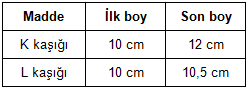 Madde İlk boy Son boy
K kaşığı 10 cm 12 cm
L kaşığı 10 cm 10,5 cm